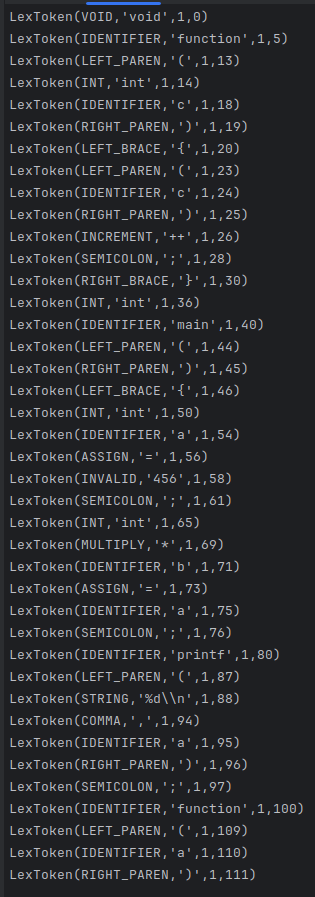 LexToken(VOID,'void',1,0)
LexToken(IDENTIFIER,'function',1,5)
LexToken(LEFT_PAREN,'(',1,13)
LexToken(INT,'int',1,14)
LexToken(IDENTIFIER,'c',1,18)
LexToken(RIGHT_PAREN,')',1,19)
LexToken(LEFT_BRACE,'{',1,20)
LexToken(LEFT_PAREN,'(',1,23)
LexToken(IDENTIFIER,'c',1,24)
LexToken(RIGHT_PAREN,')',1,25)
LexToken(INCREMENT,'++',1,26)
LexToken(SEMICOLON,';',1,28)
LexToken(RIGHT_BRACE,'}',1,30)
LexToken(INT,'int',1,36)
LexToken(IDENTIFIER,'main',1,40)
LexToken(LEFT_PAREN,'(',1,44)
LexToken(RIGHT_PAREN,')',1,45)
LexToken(LEFT_BRACE,'{',1,46)
LexToken(INT,'int',1,50)
LexToken(IDENTIFIER,'a',1,54)
LexToken(ASSIGN,'=',1,56)
LexToken(INVALID,'456',1,58)
LexToken(SEMICOLON,';',1,61)
LexToken(INT,'int',1,65)
LexToken(MULTIPLY,'*',1,69)
LexToken(IDENTIFIER,'b',1,71)
LexToken(ASSIGN,'=',1,73)
LexToken(IDENTIFIER,'a',1,75)
LexToken(SEMICOLON,';',1,76)
LexToken(IDENTIFIER,'printf',1,80)
LexToken(LEFT_PAREN,'(',1,87)
LexToken(STRING,'%d\\n',1,88)
LexToken(COMMA,',',1,94)
LexToken(IDENTIFIER,'a',1,95)
LexToken(RIGHT_PAREN,')',1,96)
LexToken(SEMICOLON,';',1,97)
LexToken(IDENTIFIER,'function',1,100)
LexToken(LEFT_PAREN,'(',1,109)
LexToken(IDENTIFIER,'a',1,110)
LexToken(RIGHT_PAREN,')',1,111)